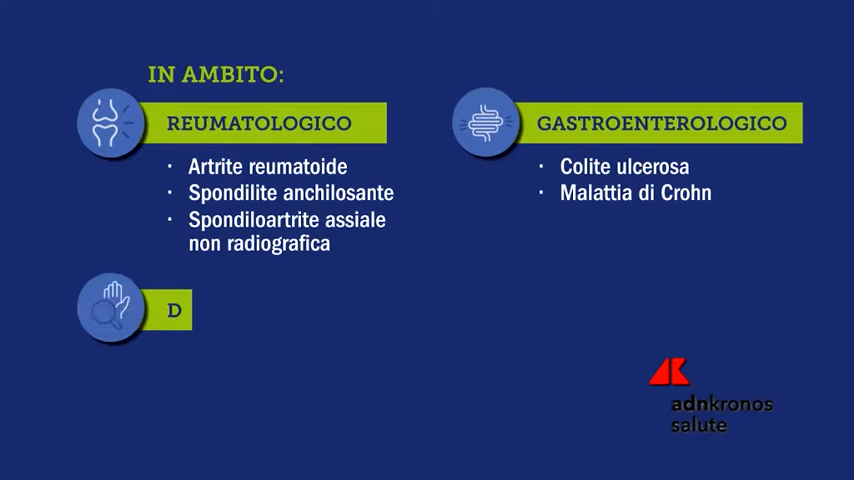 IN AMBITO:
REUMATOLOGICO
· Artrite reumatoide
· Spondilite anchilosante
· Spondiloartrite assiale
non radiografica
GASTROENTEROLOGICO
· Colite ulcerosa
· Malattia di Crohn
D
adnkronos
salute